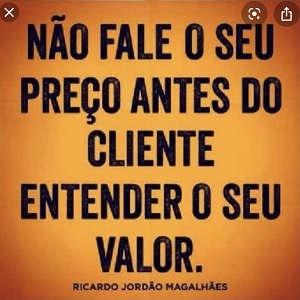 NÃO FALE O SEU
PREÇO ANTES DO
CLIENTE
ENTENDER O SEU
VALOR.
RICARDO JORDÃO MAGALHÃES